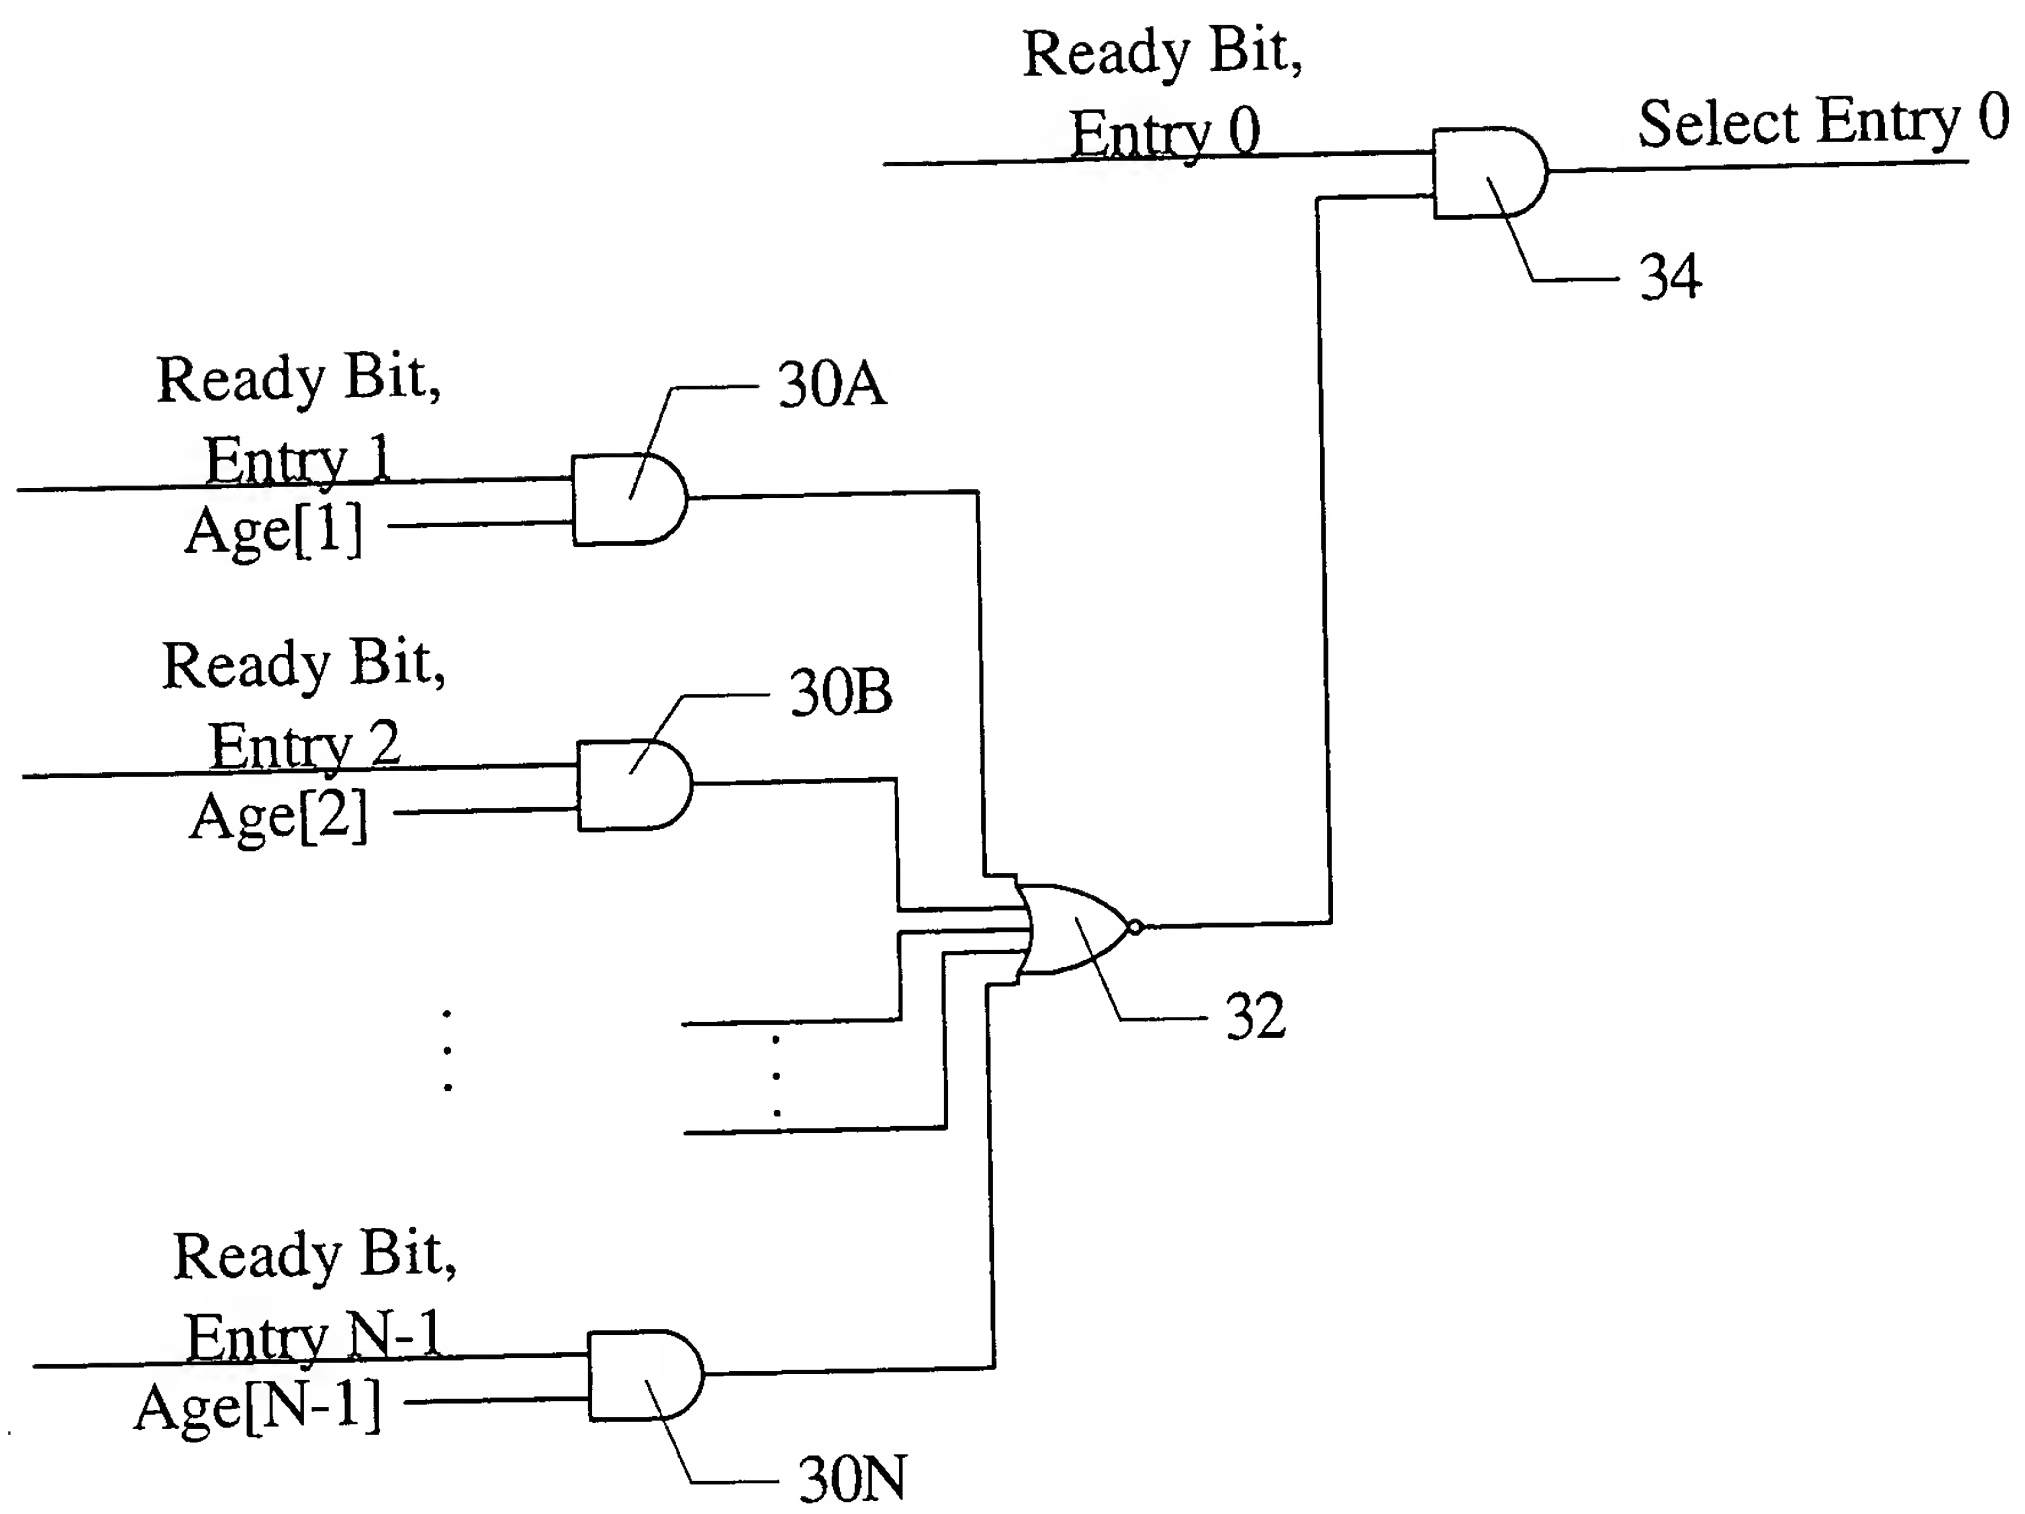 Ready Bit,
Entry 0
Select Entry 0
34
Ready Bit,
Entry 1
Age[1]
30A
Ready Bit,
Entry 2
Age[2]
30B
32
Ready Bit,
Entry N-1
Age[N-1]
30N